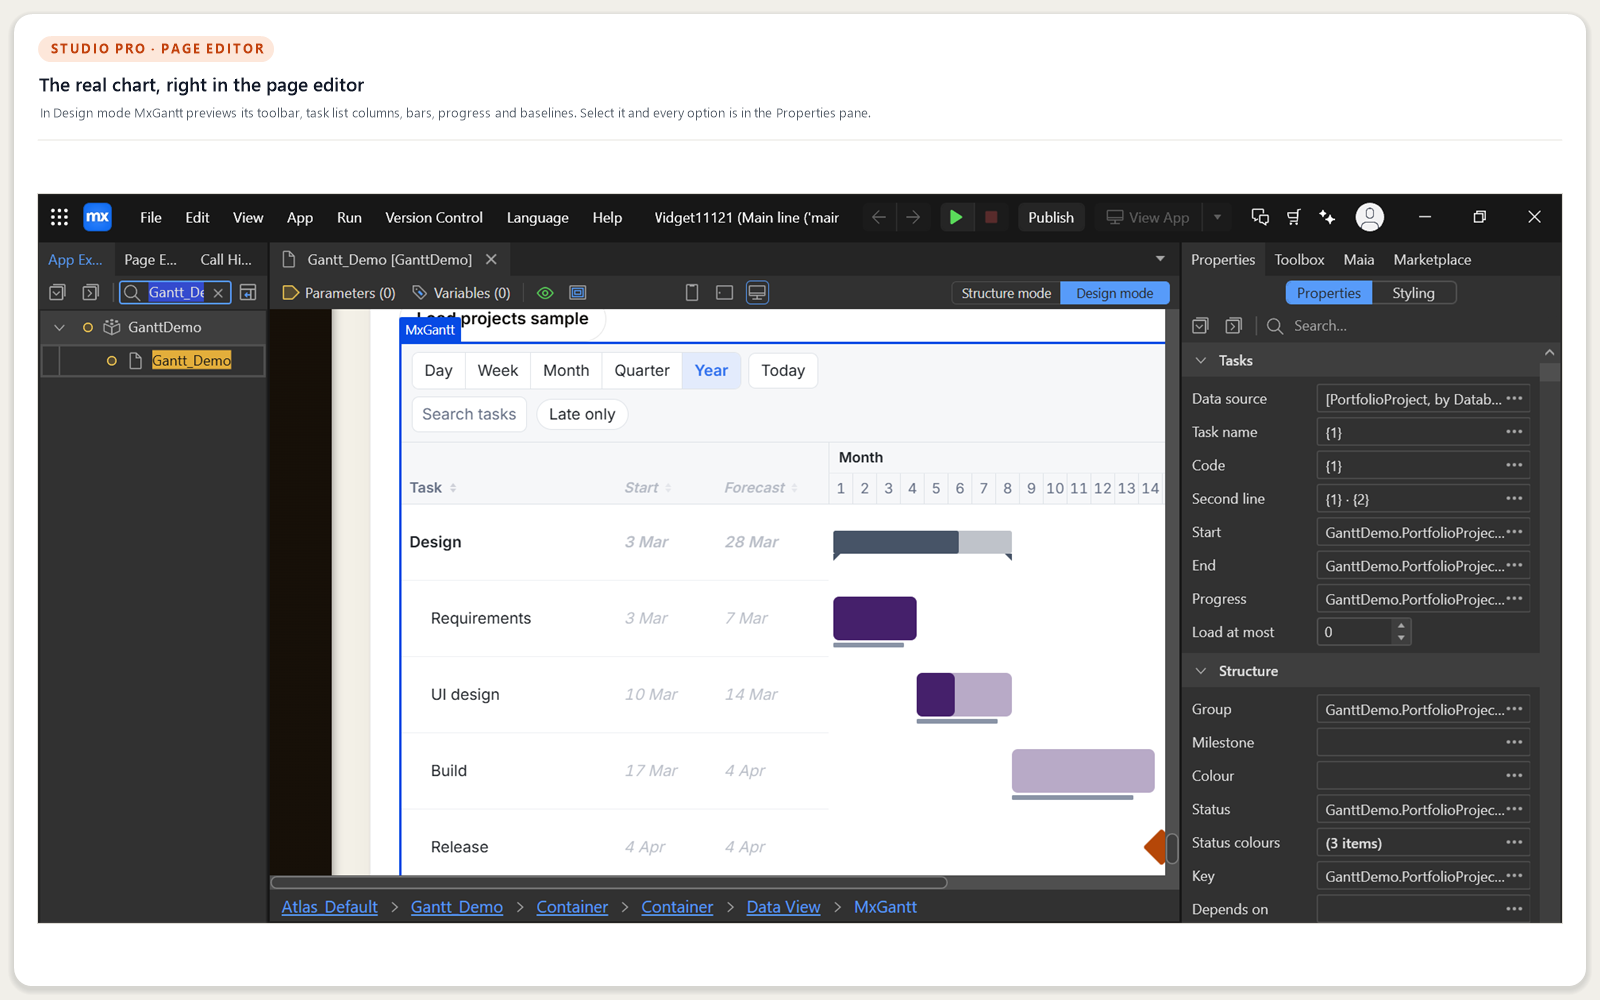 STUDIO PRO · PAGE EDITOR
The real chart, right in the page editor
In Design mode MxGantt previews its toolbar, task list columns, bars, progress and baselines. Select it and every option is in the Properties pane.
mx File Edit View App Run Version Control Language Help Vidget11121 (Main line ('mair Publish View App
App Ex... Page E... Call Hi... Gantt_Demo [GanttDemo] Properties Toolbox Maia Marketplace
Gantt_De Parameters (0) Variables (0) Structure mode Design mode Properties Styling
GanttDemo
Gantt_Demo
projects sample
MxGantt
Search...
Day Week Month Quarter Year Today
Search tasks Late only
Month
Task Start Forecast 1 2 3 4 5 6 7 8 9 10 11 12 13 14
Design 3 Mar 28 Mar
Requirements 3 Mar 7 Mar
UI design 10 Mar 14 Mar
Build 17 Mar 4 Apr
Release 4 Apr 4 Apr
Atlas_Default > Gantt_Demo > Container > Container > Data View > MxGantt
Tasks
Data source [PortfolioProject, by Datab... ...
Task name {1} ...
Code {1} ...
Second line {1} · {2} ...
Start GanttDemo.PortfolioProjec... ...
End GanttDemo.PortfolioProjec... ...
Progress GanttDemo.PortfolioProjec... ...
Load at most 0
Structure
Group GanttDemo.PortfolioProjec... ...
Milestone ...
Colour ...
Status GanttDemo.PortfolioProjec... ...
Status colours (3 items) ...
Key GanttDemo.PortfolioProjec... ...
Depends on ...